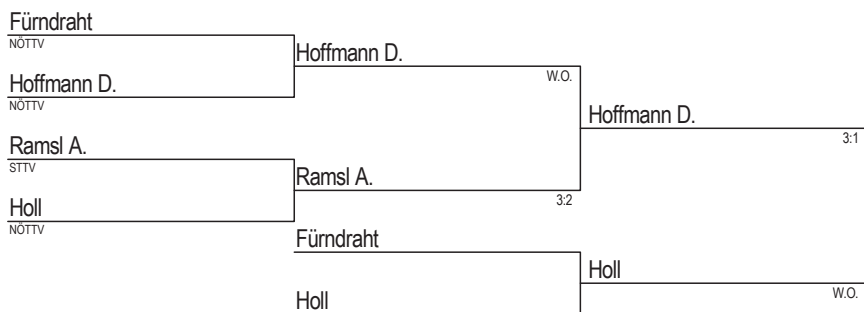 Fürndraht
NÖTTV
Hoffmann D.
W.O.
Hoffmann D.
NÖTTV
Hoffmann D.
3:1
Ramsl A.
STTV
Ramsl A.
3:2
Holl
NÖTTV
Fürndraht
Holl
W.O.
Holl